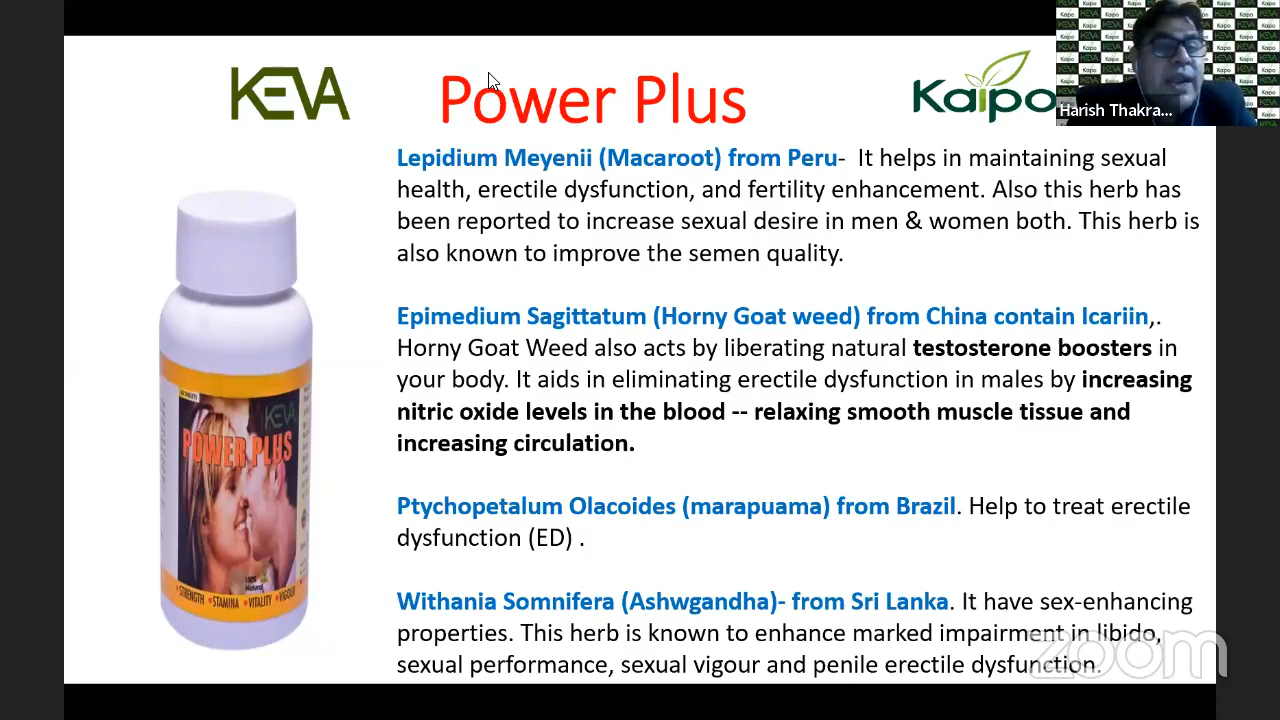 KEVA
Power Plus
Kaipo
Harish Thakra...
Lepidium Meyenii (Macaroot) from Peru-  It helps in maintaining sexual
health, erectile dysfunction, and fertility enhancement. Also this herb has
been reported to increase sexual desire in men & women both. This herb is
also known to improve the semen quality.
Epimedium Sagittatum (Horny Goat weed) from China contain Icariin,.
Horny Goat Weed also acts by liberating natural testosterone boosters in
your body. It aids in eliminating erectile dysfunction in males by increasing
nitric oxide levels in the blood -- relaxing smooth muscle tissue and
increasing circulation.
Ptychopetalum Olacoides (marapuama) from Brazil. Help to treat erectile
dysfunction (ED) .
Withania Somnifera (Ashwgandha)- from Sri Lanka. It have sex-enhancing
properties. This herb is known to enhance marked impairment in libido,
sexual performance, sexual vigour and penile erectile dysfunction.
KEVA
POWER PLUS
100%
Natural
STRENGTH • STAMINA • VITALITY • VIGOUR
zoom